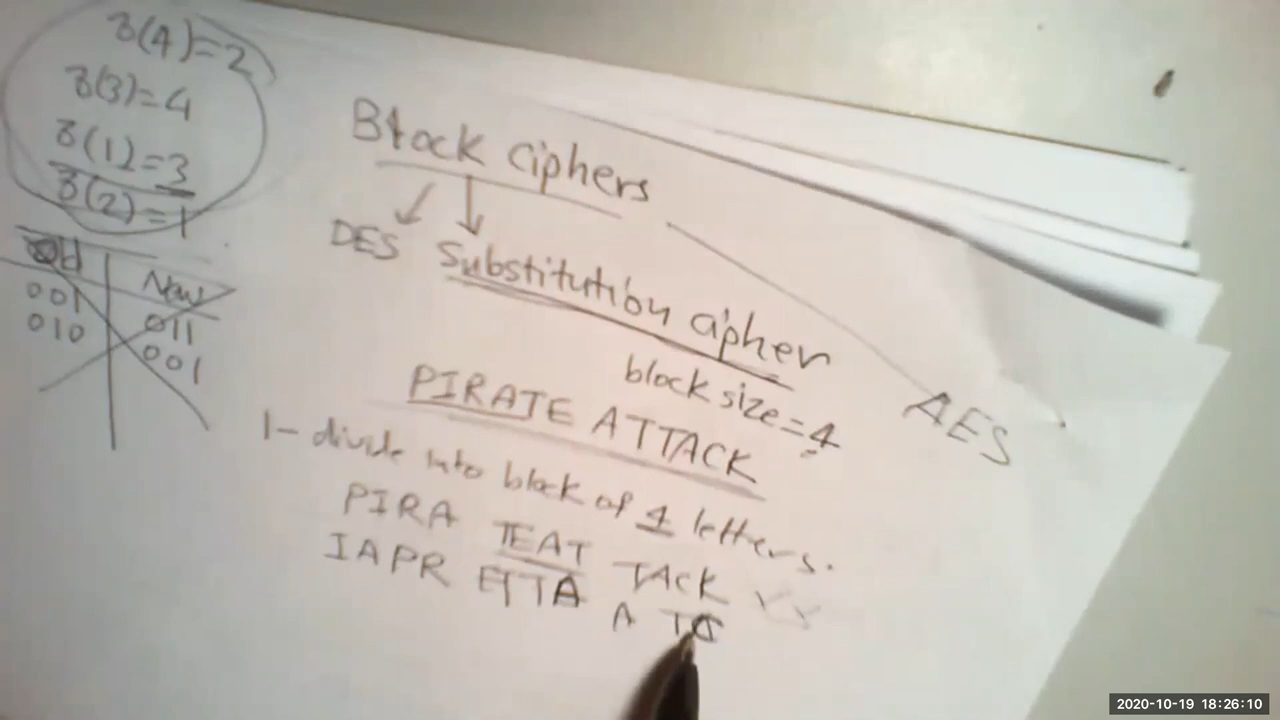 3(4)=2
3(3)=4
3(1)=3
3(2)=1
Old New
001 011
010 001
Block ciphers
DES Substitution cipher
AES
block size=4
PIRATE ATTACK
1- divide into block of 4 letters.
PIRA TEAT TACK
IAPR ETTA A TC
2020-10-19 18:26:10